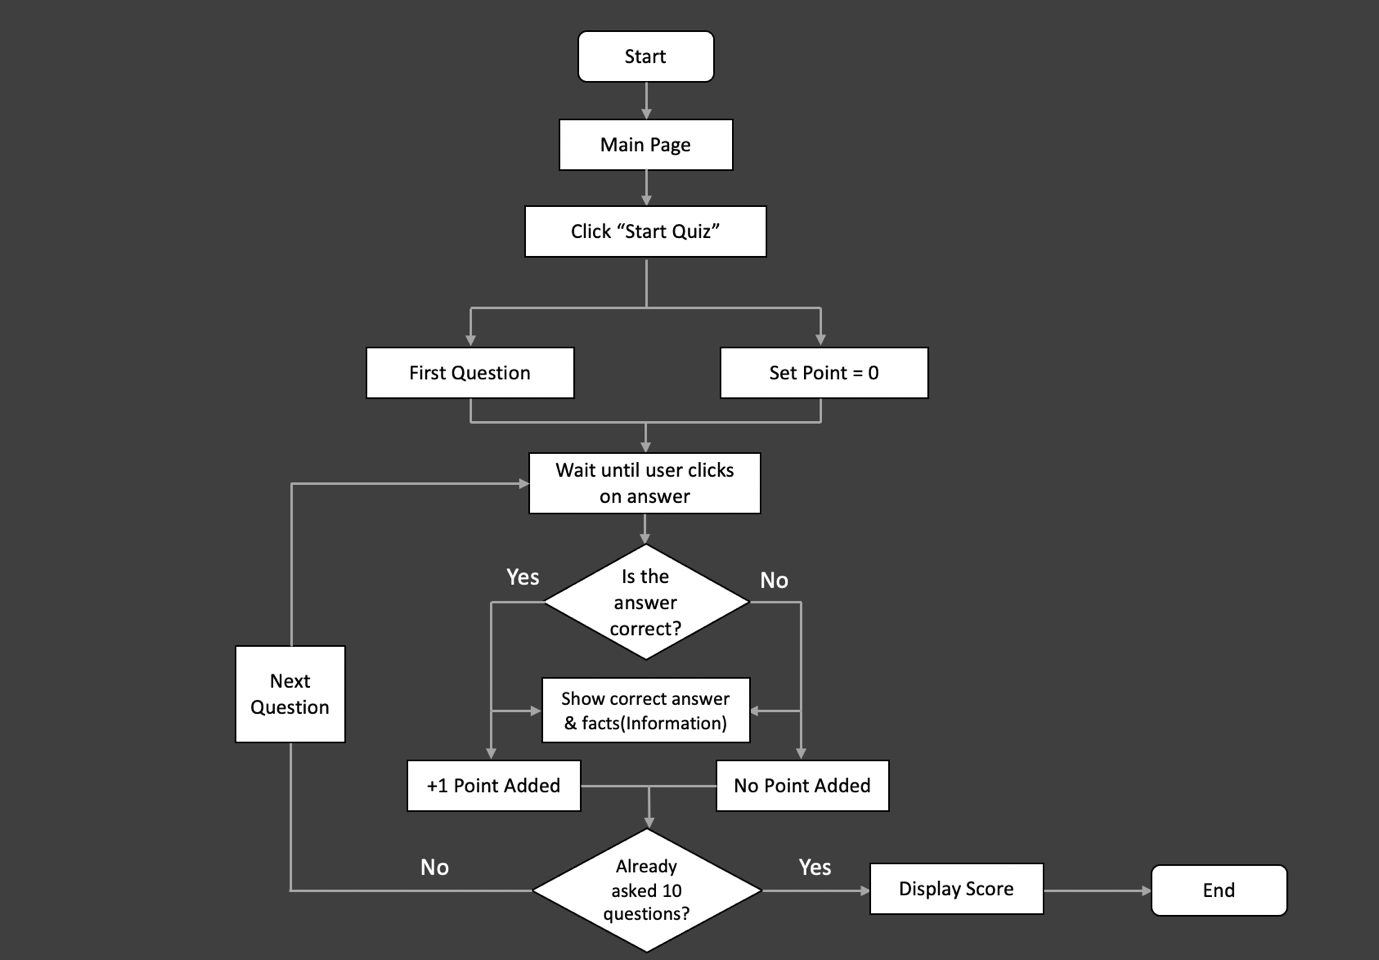 Start
Main Page
Click “Start Quiz”
First Question
Set Point = 0
Wait until user clicks
on answer
Yes
No
Is the
answer
correct?
Next
Question
Show correct answer
& facts(Information)
+1 Point Added
No Point Added
No
Already
asked 10
questions?
Yes
Display Score
End